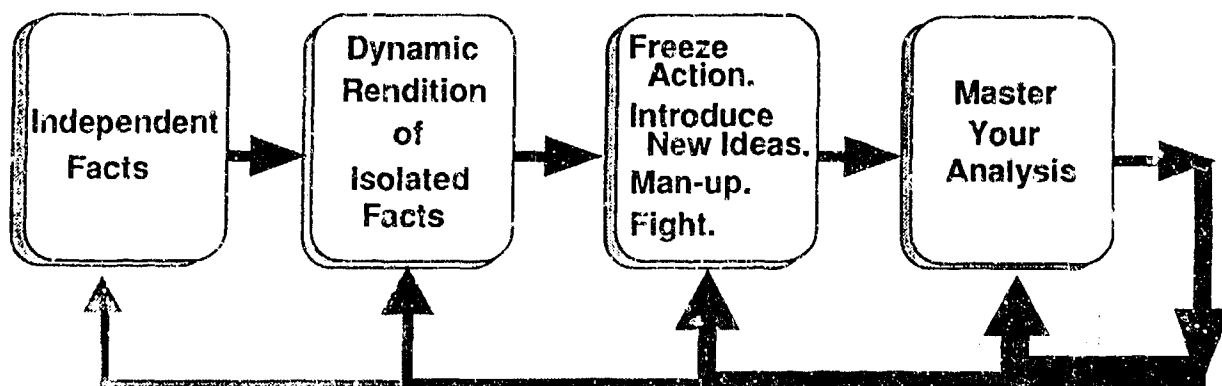 Independent
Facts
Dynamic
Rendition
of
Isolated
Facts
Freeze
Action.
Introduce
New Ideas.
Man-up.
Fight.
Master
Your
Analysis